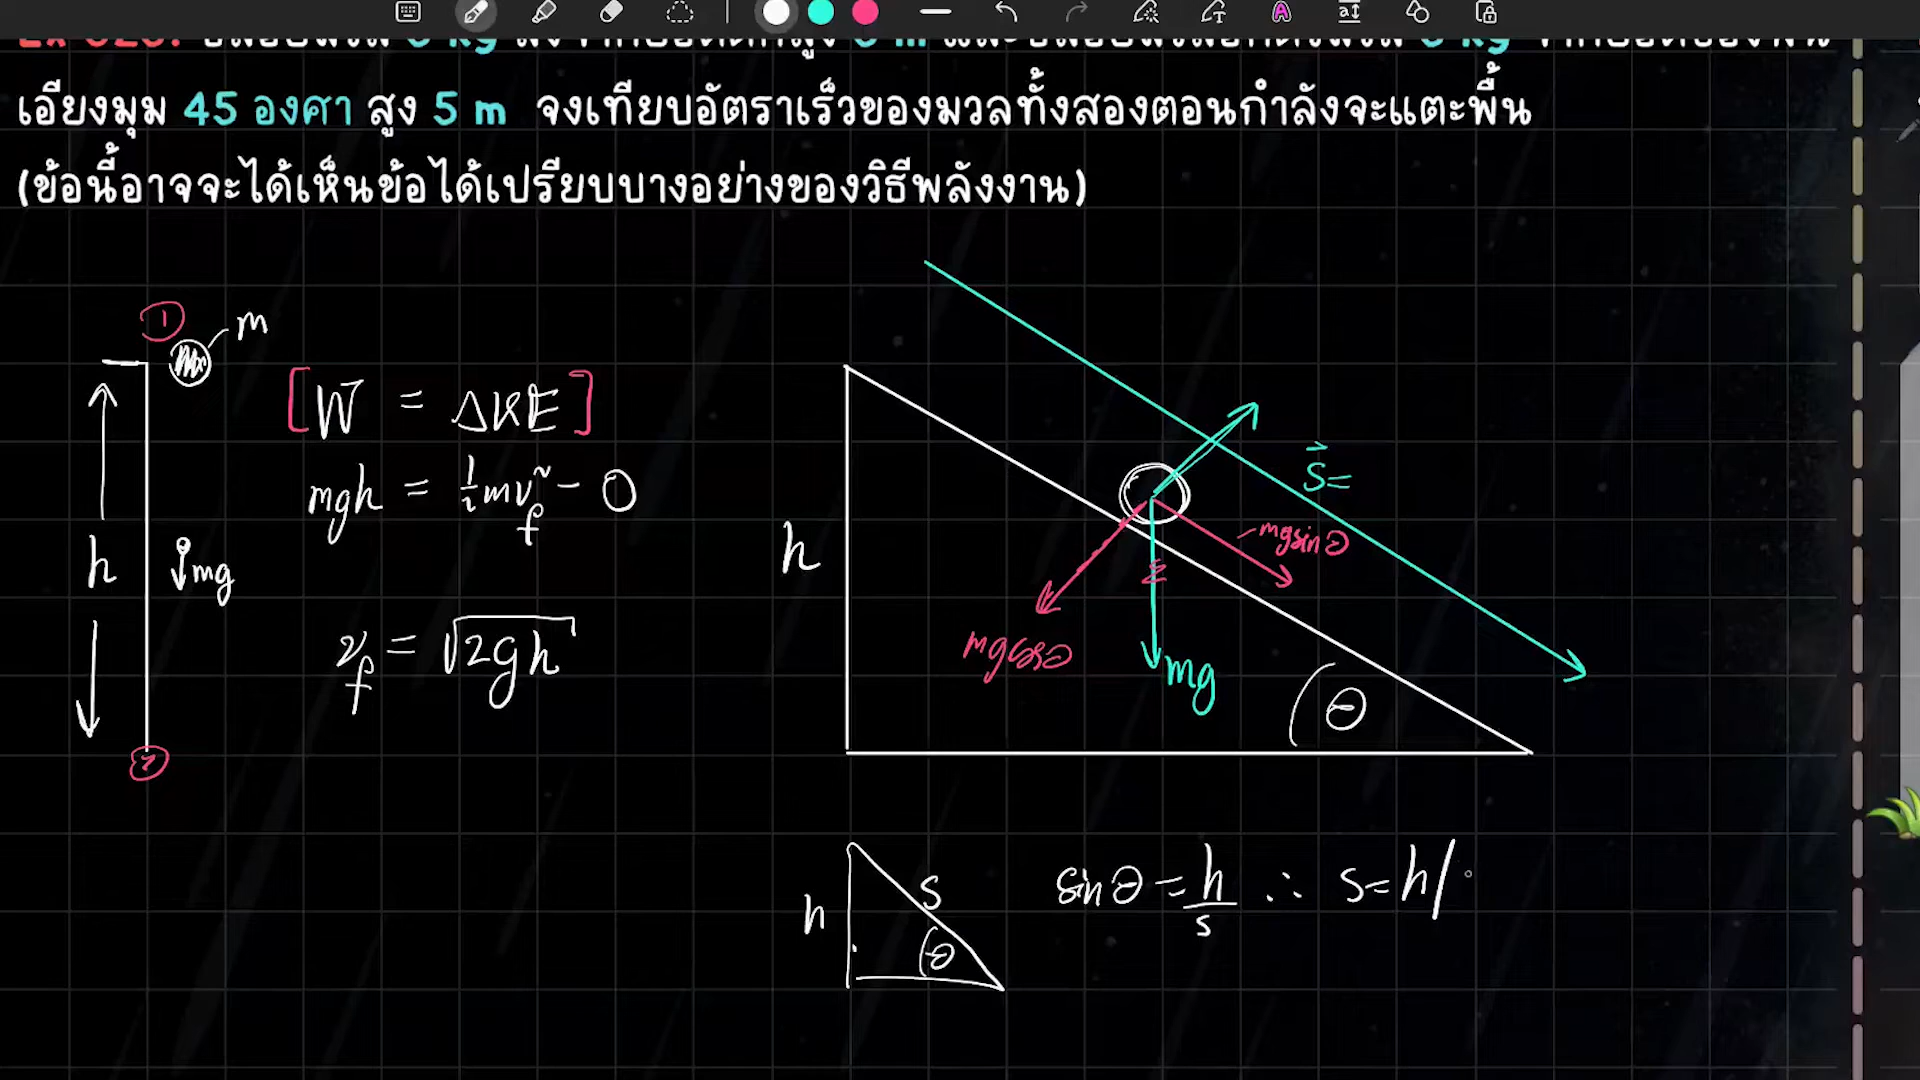 เอียงมุม 45 องศา สูง 5 m จงเทียบอัตราเร็วของมวลทั้งสองตอนกำลังจะแตะพื้น
(ข้อนี้อาจจะได้เห็นข้อได้เปรียบบางอย่างของวิธีพลังงาน)
1
m
[W = ΔKE]
mgh = ½mv_f² - 0
h
mg
v_f = √2gh
2
h
S⃗=
mgsinθ
mgcosθ
mg
θ
h
S
θ
sinθ = h/s ∴ s=h/